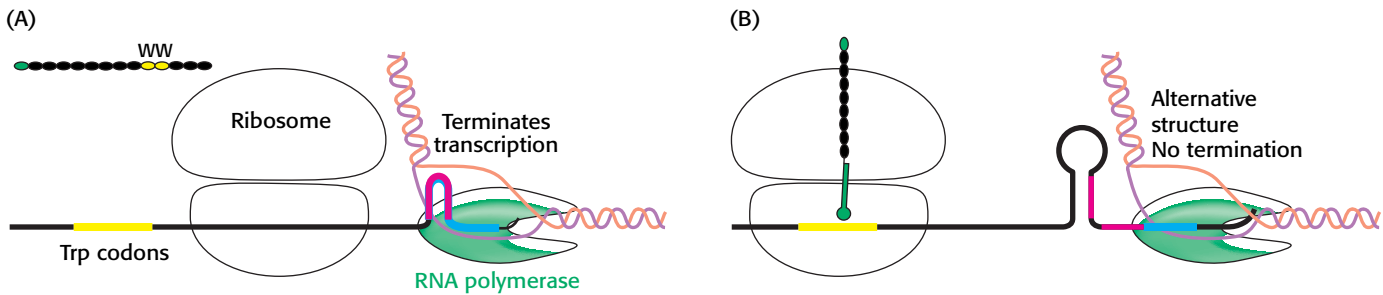 (A)
WW
Ribosome
Terminates
transcription
Trp codons
RNA polymerase
(B)
Alternative
structure
No termination